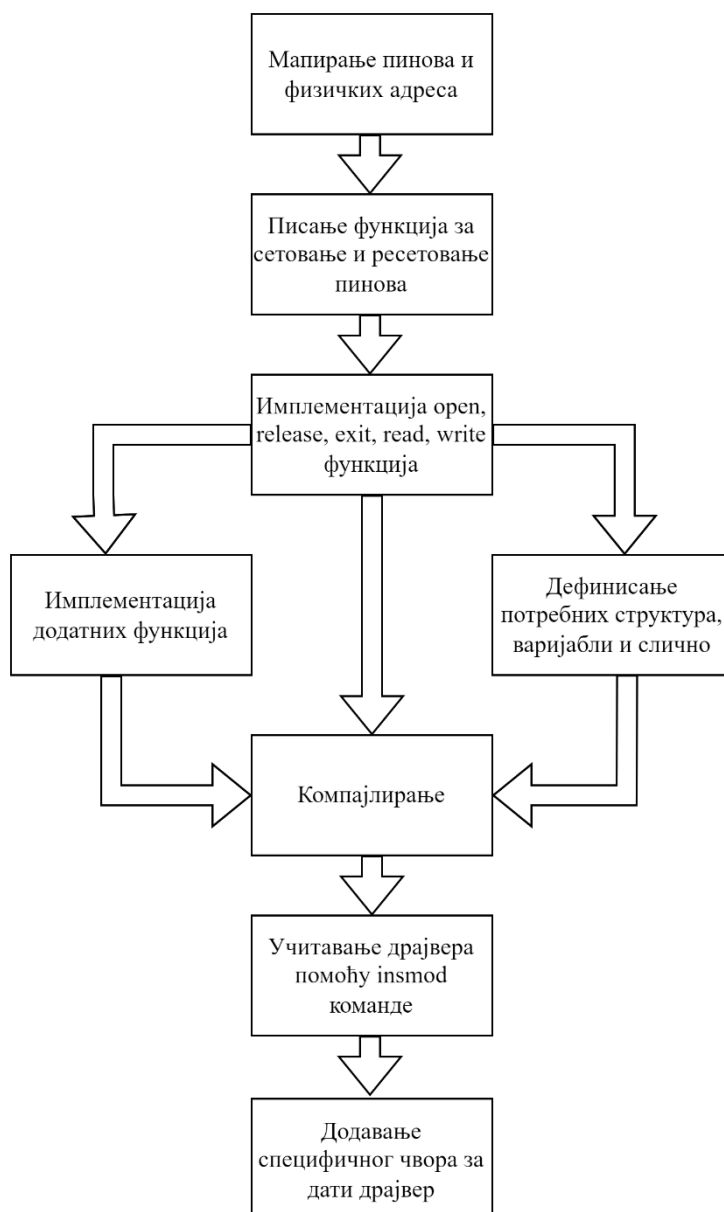 Мапирање пинова и
физичких адреса
Писање функција за
сетовање и ресетовање
пинова
Имплементација open,
release, exit, read, write
функција
Имплементација
додатних функција
Дефинисање
потребних структура,
варијабли и слично
Компајлирање
Учитавање драјвера
помоћу insmod
команде
Додавање
специфичног чвора за
дати драјвер